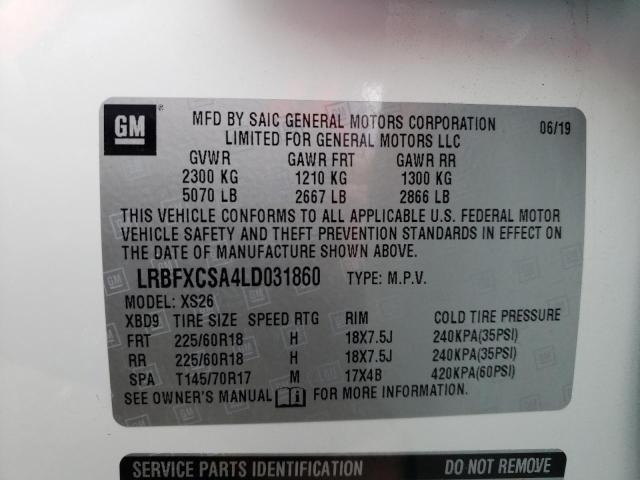 GM
MFD BY SAIC GENERAL MOTORS CORPORATION
LIMITED FOR GENERAL MOTORS LLC
06/19
GVWR GAWR FRT GAWR RR
2300 KG 1210 KG 1300 KG
5070 LB 2667 LB 2866 LB
THIS VEHICLE CONFORMS TO ALL APPLICABLE U.S. FEDERAL MOTOR
VEHICLE SAFETY AND THEFT PREVENTION STANDARDS IN EFFECT ON
THE DATE OF MANUFACTURE SHOWN ABOVE.
LRBFXCSA4LD031860 TYPE: M.P.V.
MODEL: XS26
XBD9 TIRE SIZE SPEED RTG RIM COLD TIRE PRESSURE
FRT 225/60R18 H 18X7.5J 240KPA(35PSI)
RR 225/60R18 H 18X7.5J 240KPA(35PSI)
SPA T145/70R17 M 17X4B 420KPA(60PSI)
SEE OWNER'S MANUAL FOR MORE INFORMATION.
SERVICE PARTS IDENTIFICATION DO NOT REMOVE